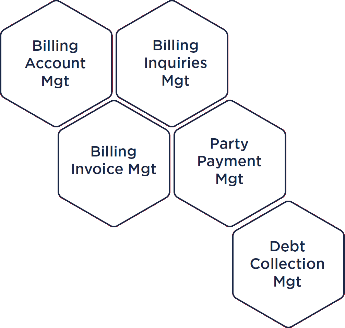 Billing
Account
Mgt
Billing
Inquiries
Mgt
Billing
Invoice Mgt
Party
Payment
Mgt
Debt
Collection
Mgt